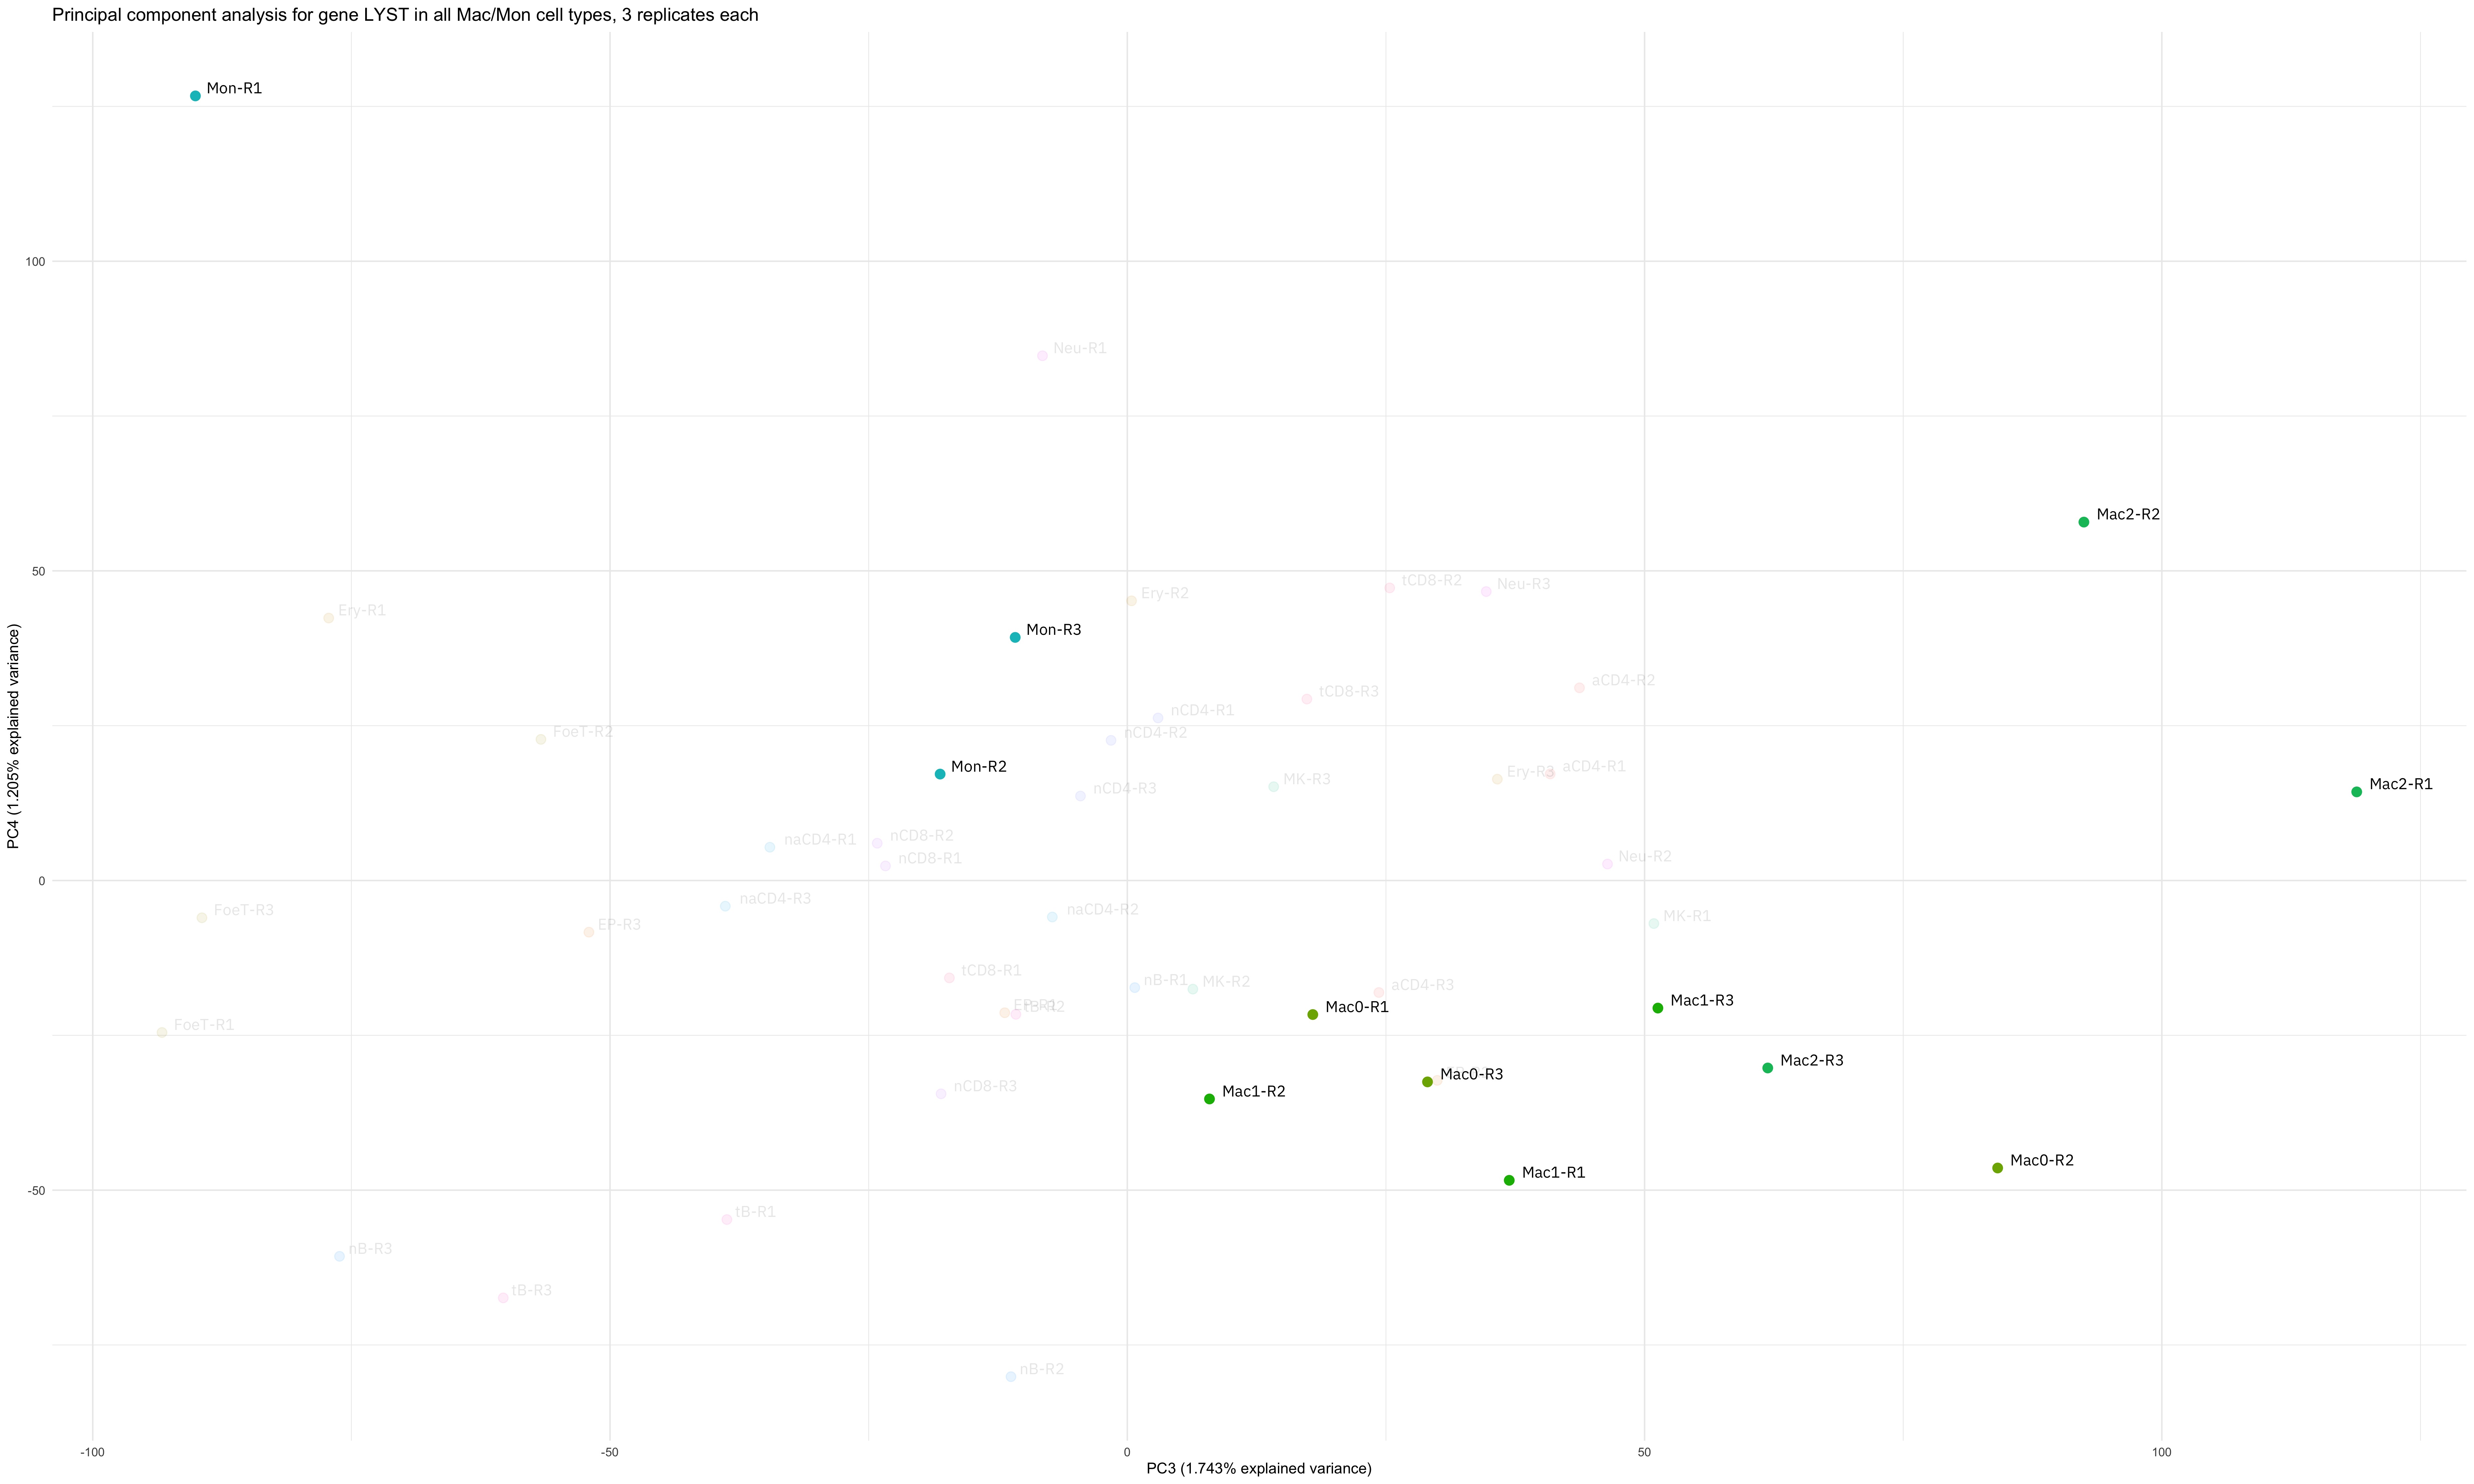 Principal component analysis for gene LYST in all Mac/Mon cell types, 3 replicates each
Mon-R1
100
Neu-R1
Mac2-R2
50
tCD8-R2
Neu-R3
Ery-R2
Ery-R1
Mon-R3
aCD4-R2
tCD8-R3
nCD4-R1
FoeT-R2
nCD4-R2
Mon-R2
Ery-R3
aCD4-R1
MK-R3
nCD4-R3
Mac2-R1
naCD4-R1
nCD8-R2
nCD8-R1
Neu-R2
0
naCD4-R3
FoeT-R3
naCD4-R2
EP-R3
MK-R1
tCD8-R1
nB-R1
MK-R2
aCD4-R3
EP-R1
tB-R2
Mac0-R1
Mac1-R3
FoeT-R1
Mac2-R3
Mac0-R3
nCD8-R3
Mac1-R2
Mac0-R2
Mac1-R1
-50
tB-R1
nB-R3
tB-R3
nB-R2
-100
-50
0
50
100
PC3 (1.743% explained variance)
PC4 (1.205% explained variance)